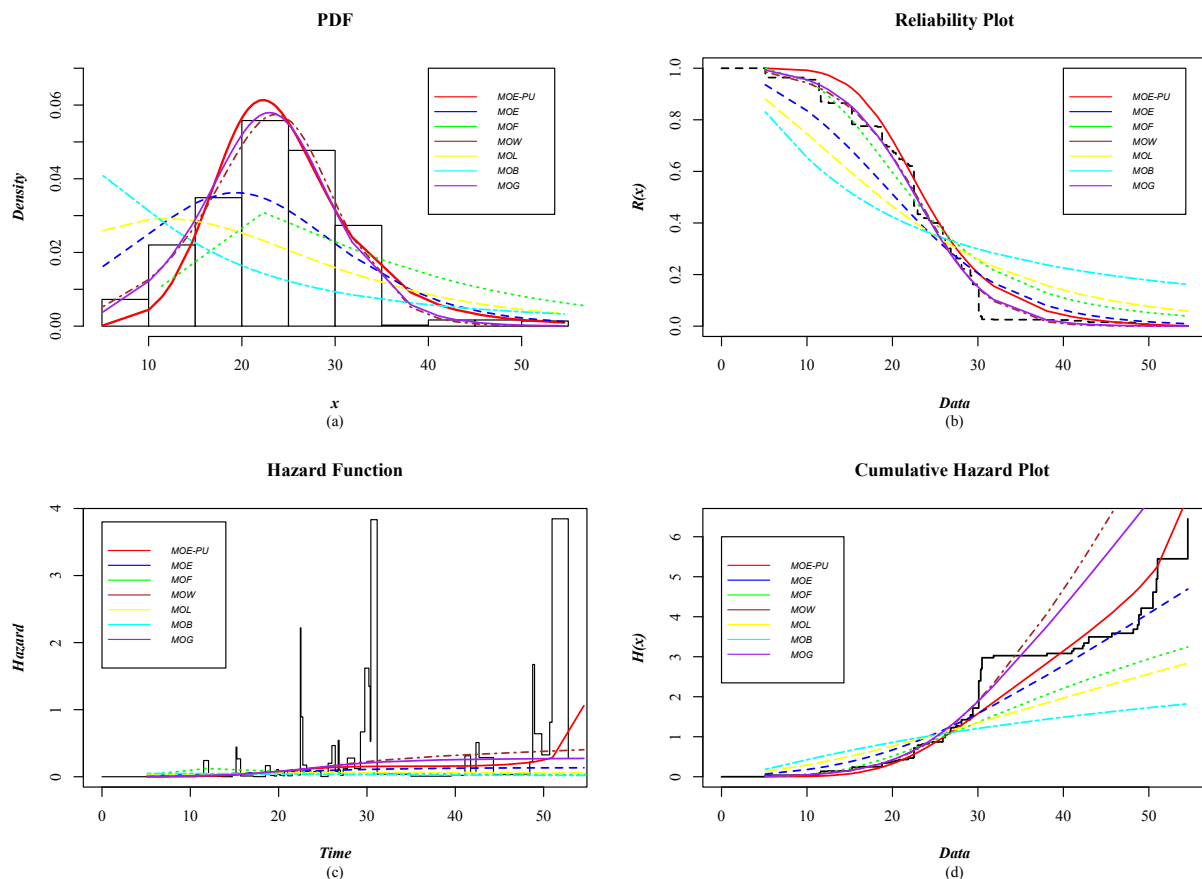 PDF
Density
0.00 0.02 0.04 0.06
MOE-PU
MOE
MOF
MOW
MOL
MOB
MOG
10 20 30 40 50
x
(a)
Reliability Plot
R(x)
0.0 0.2 0.4 0.6 0.8 1.0
MOE-PU
MOE
MOF
MOW
MOL
MOB
MOG
0 10 20 30 40 50
Data
(b)
Hazard Function
Hazard
0 1 2 3 4
MOE-PU
MOE
MOF
MOW
MOL
MOB
MOG
0 10 20 30 40 50
Time
(c)
Cumulative Hazard Plot
H(x)
0 1 2 3 4 5 6
MOE-PU
MOE
MOF
MOW
MOL
MOB
MOG
0 10 20 30 40 50
Data
(d)